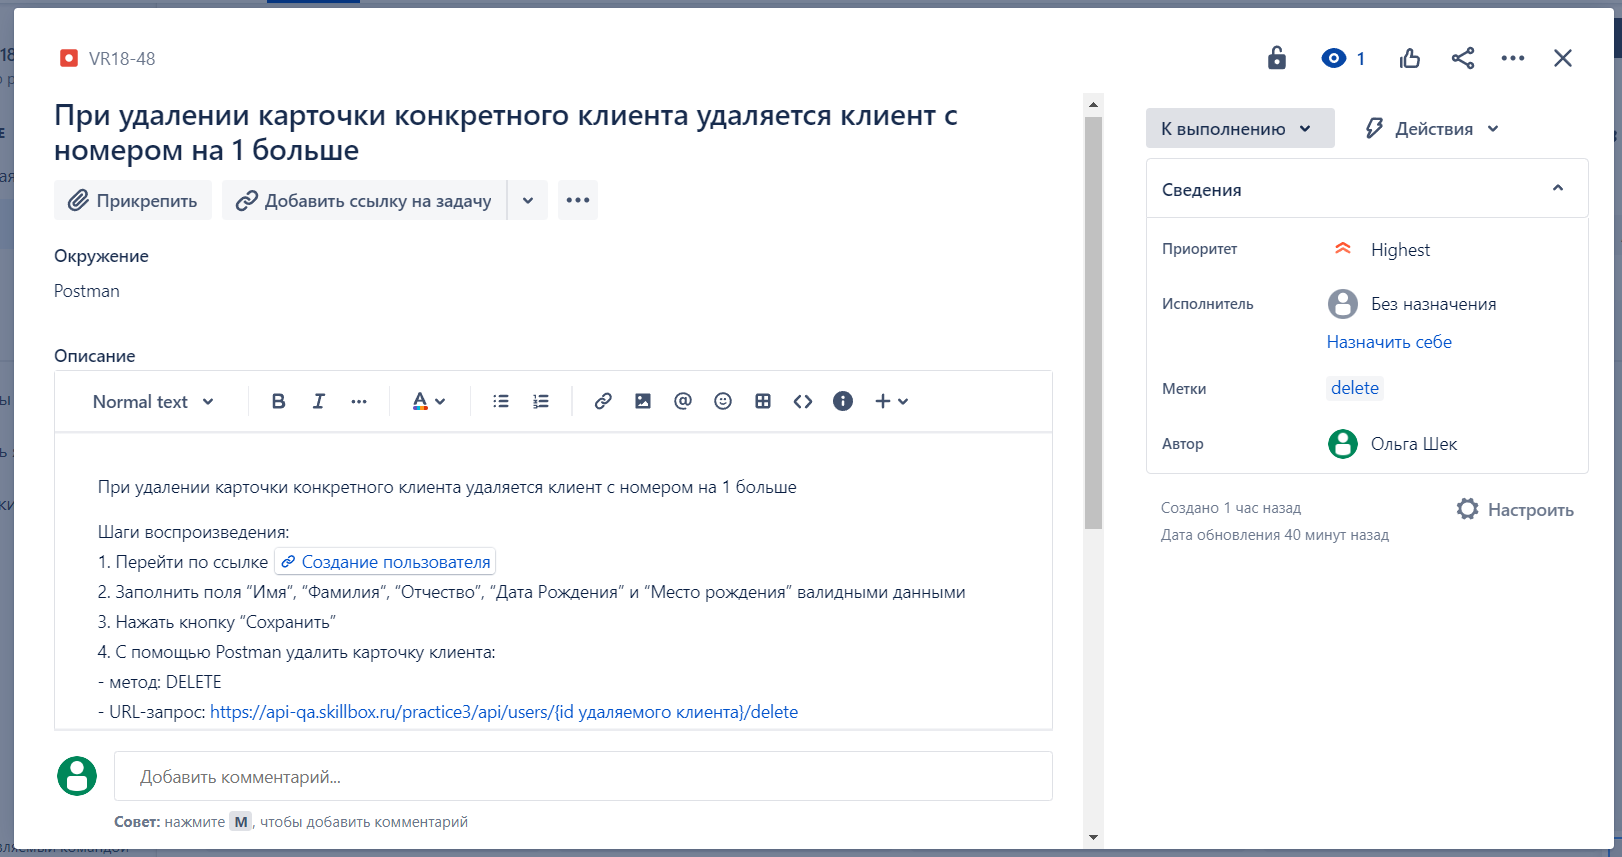 VR18-48
1
При удалении карточки конкретного клиента удаляется клиент с
номером на 1 больше
Прикрепить
Добавить ссылку на задачу
Окружение
Postman
Описание
Normal text
B I A
При удалении карточки конкретного клиента удаляется клиент с номером на 1 больше
Шаги воспроизведения:
1. Перейти по ссылке Создание пользователя
2. Заполнить поля “Имя”, “Фамилия”, “Отчество”, “Дата Рождения” и “Место рождения” валидными данными
3. Нажать кнопку “Сохранить”
4. С помощью Postman удалить карточку клиента:
- метод: DELETE
- URL-запрос: https://api-qa.skillbox.ru/practice3/api/users/{id удаляемого клиента}/delete
Добавить комментарий...
Совет: нажмите M, чтобы добавить комментарий
К выполнению
Действия
Сведения
Приоритет Highest
Исполнитель Без назначения
Назначить себе
Метки delete
Автор Ольга Шек
Создано 1 час назад
Дата обновления 40 минут назад
Настроить